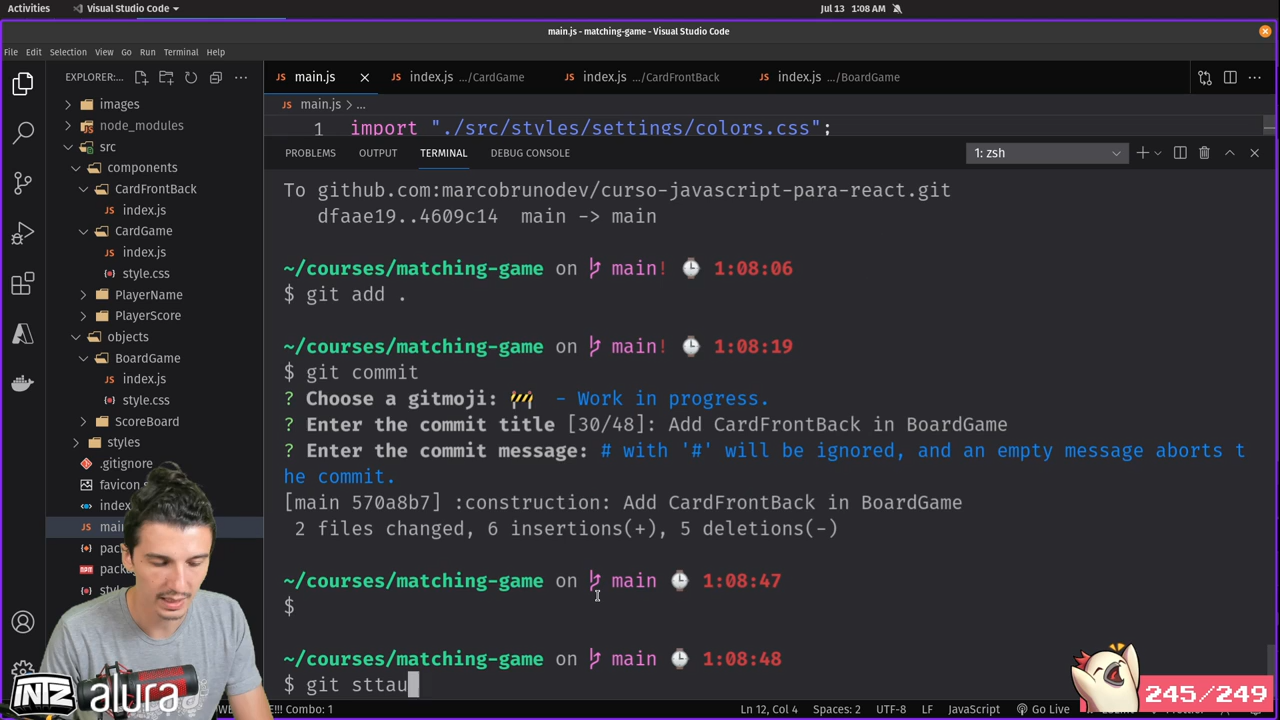 Activities
Visual Studio Code
Jul 13 1:08 AM
main.js - matching-game - Visual Studio Code
File Edit Selection View Go Run Terminal Help
EXPLORER:...
main.js
index.js .../CardGame
index.js .../CardFrontBack
index.js .../BoardGame
images
node_modules
src
components
CardFrontBack
index.js
CardGame
index.js
style.css
PlayerName
PlayerScore
objects
BoardGame
index.js
style.css
ScoreBoard
styles
.gitignore
favicon.s
index
main
pack
packa
style
main.js > ...
1 import "./src/styles/settings/colors.css";
PROBLEMS OUTPUT TERMINAL DEBUG CONSOLE
1: zsh
To github.com:marcobrunodev/curso-javascript-para-react.git
dfaae19..4609c14 main -> main
~/courses/matching-game on main! 1:08:06
$ git add .
~/courses/matching-game on main! 1:08:19
$ git commit
? Choose a gitmoji: 🚧 - Work in progress.
? Enter the commit title [30/48]: Add CardFrontBack in BoardGame
? Enter the commit message: # with '#' will be ignored, and an empty message aborts t
he commit.
[main 570a8b7] :construction: Add CardFrontBack in BoardGame
2 files changed, 6 insertions(+), 5 deletions(-)
~/courses/matching-game on main 1:08:47
$
~/courses/matching-game on main 1:08:48
$ git sttau
alura
245/249
Combo: 1
Ln 12, Col 4 Spaces: 2 UTF-8 LF JavaScript Go Live